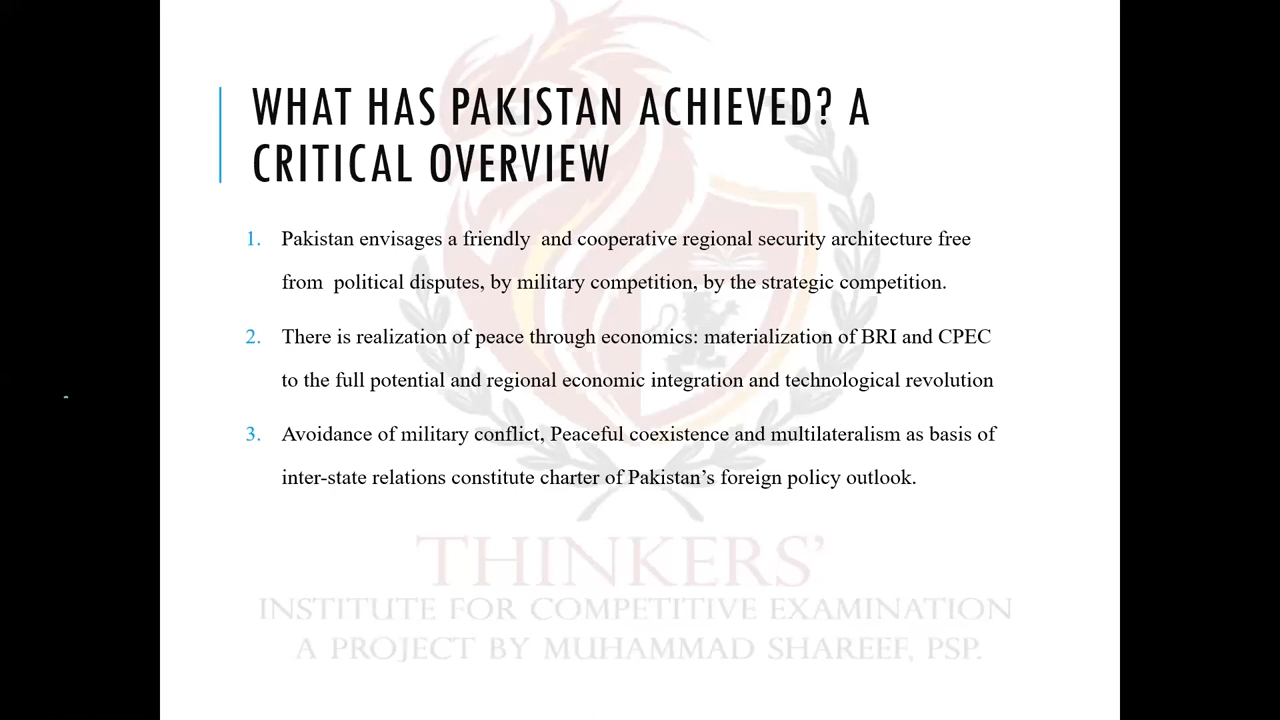 WHAT HAS PAKISTAN ACHIEVED? A
CRITICAL OVERVIEW
1. Pakistan envisages a friendly and cooperative regional security architecture free
from political disputes, by military competition, by the strategic competition.
2. There is realization of peace through economics: materialization of BRI and CPEC
to the full potential and regional economic integration and technological revolution
3. Avoidance of military conflict, Peaceful coexistence and multilateralism as basis of
inter-state relations constitute charter of Pakistan’s foreign policy outlook.
THINKERS’
INSTITUTE FOR COMPETITIVE EXAMINATION
A PROJECT BY MUHAMMAD SHAREEF, PSP.